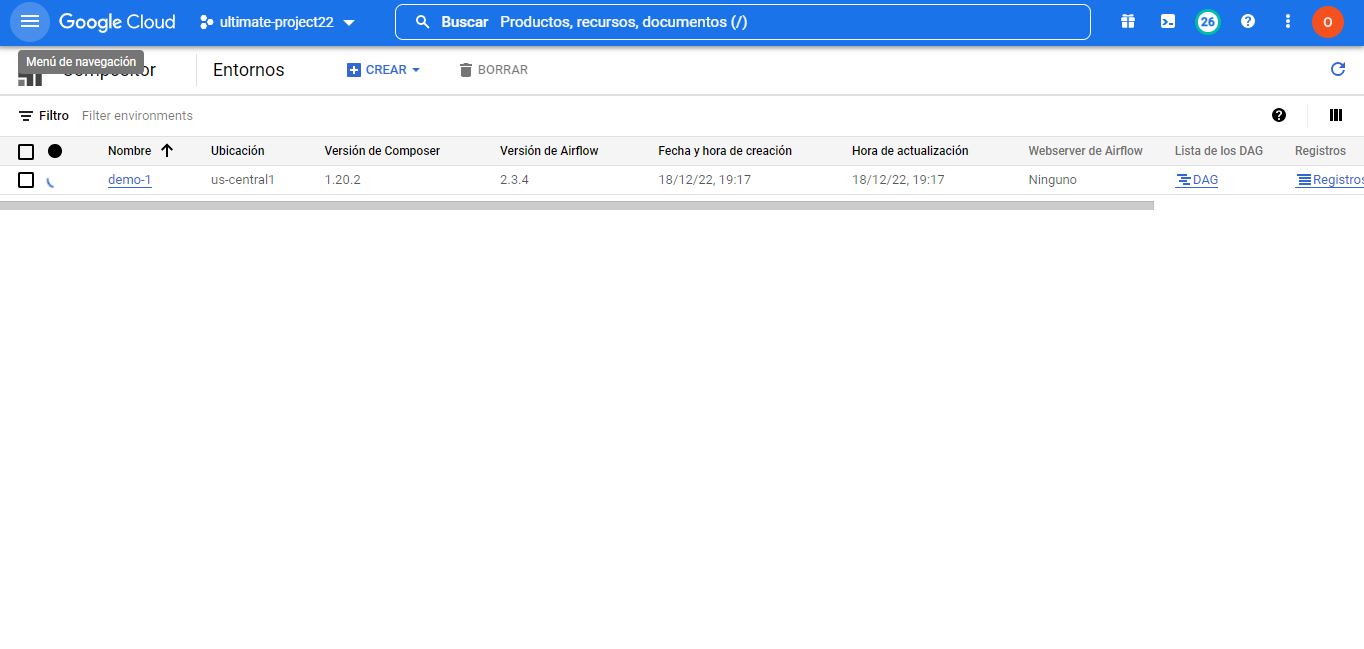 Google Cloud ultimate-project22 Buscar Productos, recursos, documentos (/) 26 O
Menú de navegación
Entornos CREAR BORRAR
Filtro Filter environments
Nombre Ubicación Versión de Composer Versión de Airflow Fecha y hora de creación Hora de actualización Webserver de Airflow Lista de los DAG Registros
demo-1 us-central1 1.20.2 2.3.4 18/12/22, 19:17 18/12/22, 19:17 Ninguno DAG Registros